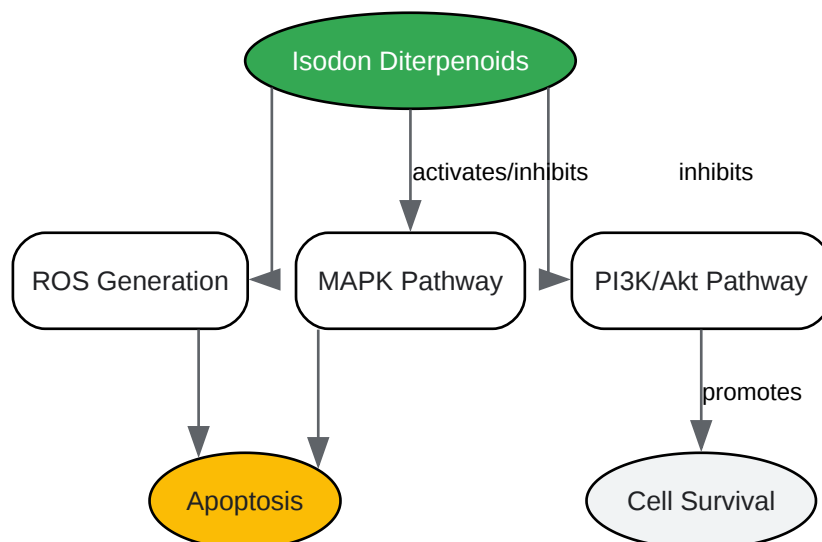 Isodon Diterpenoids
activates/inhibits
inhibits
ROS Generation
MAPK Pathway
PI3K/Akt Pathway
promotes
Apoptosis
Cell Survival